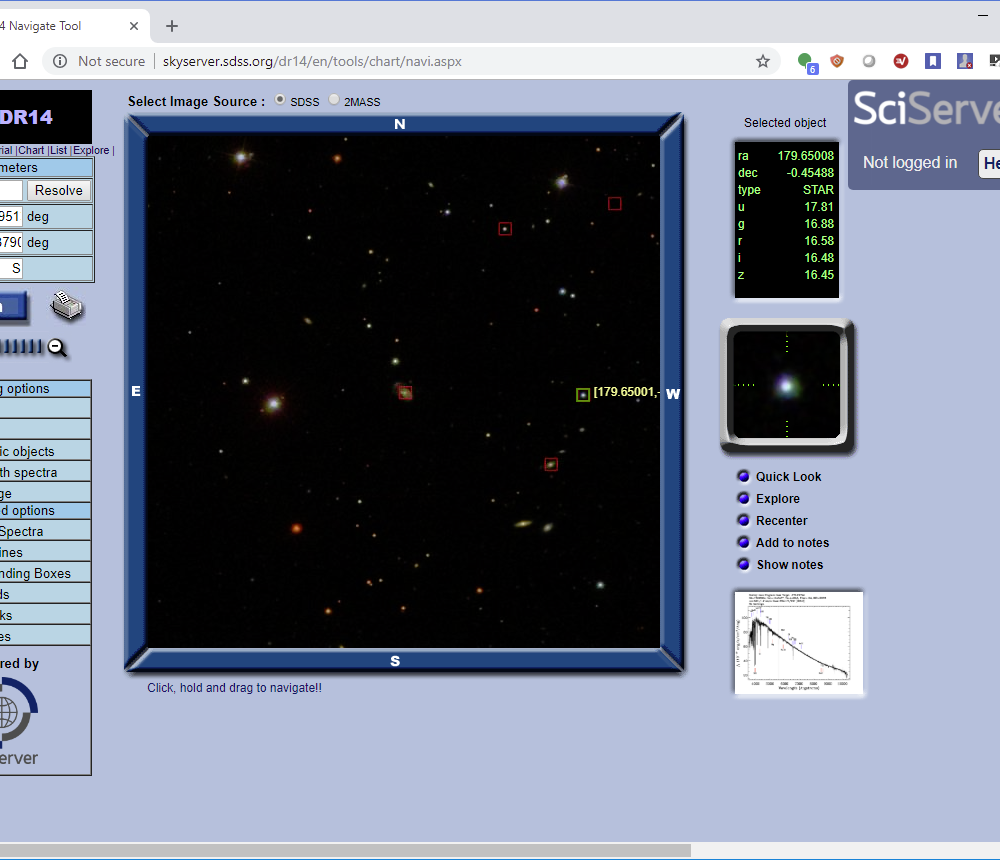 4 Navigate Tool
Not secure
skyserver.sdss.org/dr14/en/tools/chart/navi.aspx
6
DR14
rial |Chart |List |Explore |
meters
Resolve
951 deg
3790 deg
S
g options
ic objects
th spectra
ge
d options
Spectra
ines
nding Boxes
ds
ks
es
red by
erver
Select Image Source : SDSS 2MASS
N
E
W
S
[179.65001,-
Click, hold and drag to navigate!!
Selected object
ra 179.65008
dec -0.45488
type STAR
u 17.81
g 16.88
r 16.58
i 16.48
z 16.45
Quick Look
Explore
Recenter
Add to notes
Show notes
SciServe
Not logged in
He